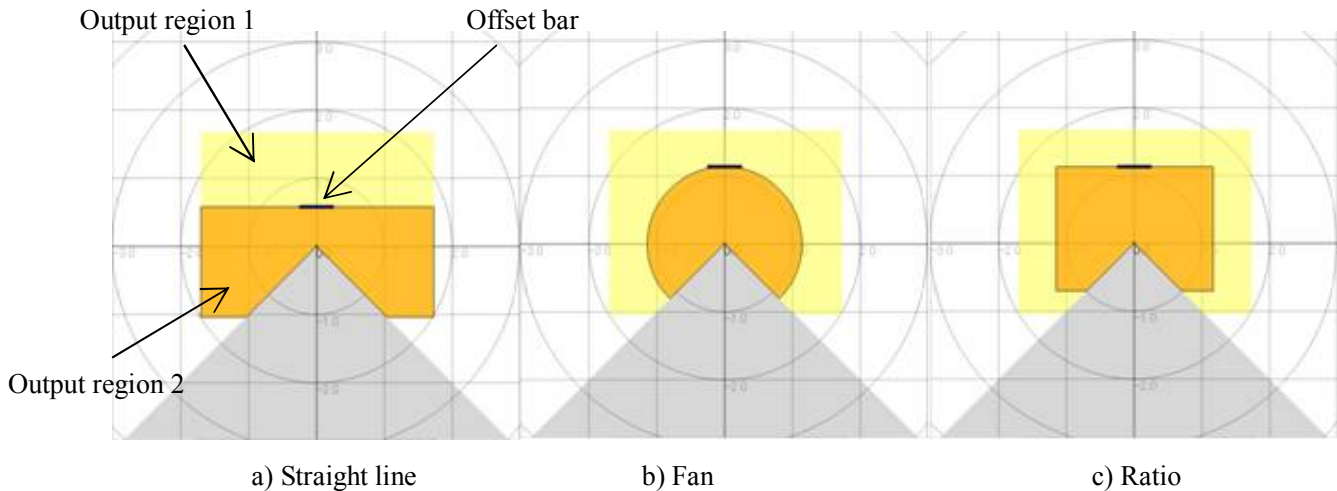 Output region 1
Offset bar
Output region 2
a) Straight line
b) Fan
c) Ratio